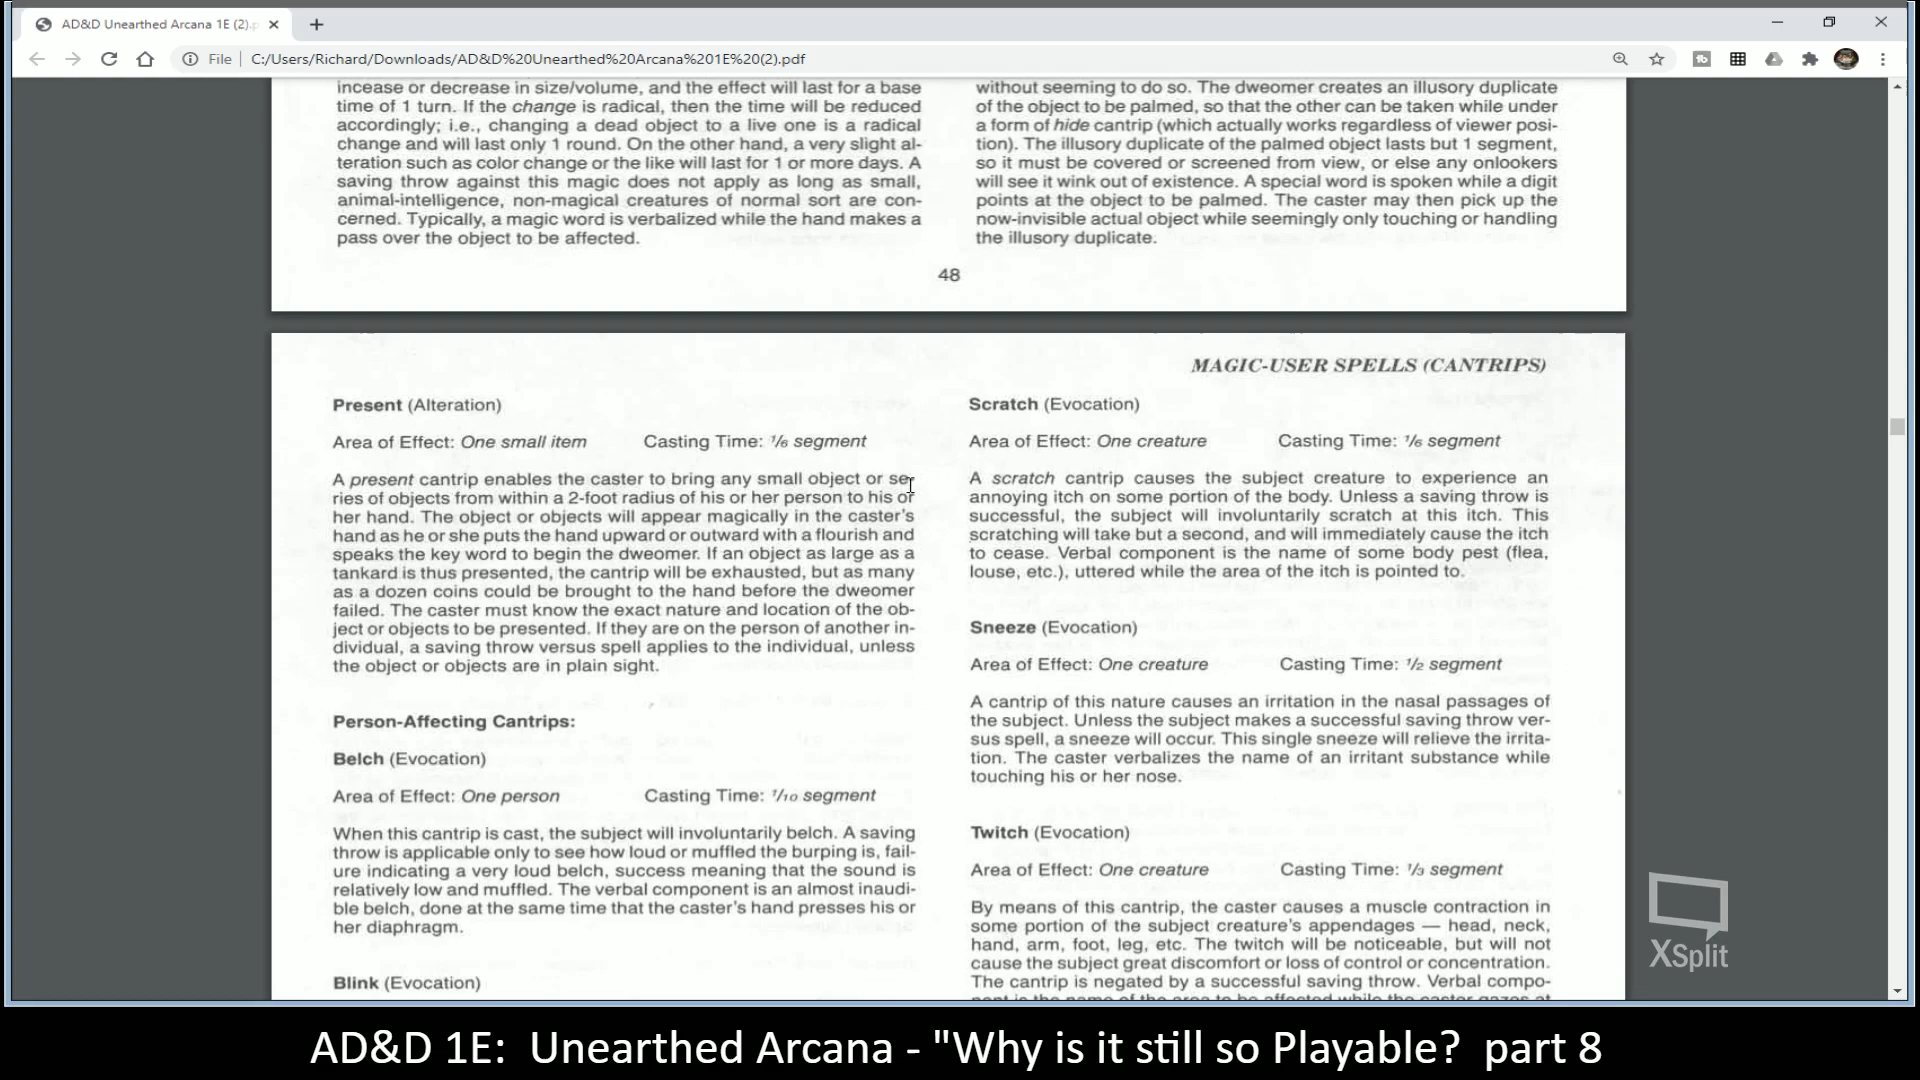 AD&D Unearthed Arcana 1E (2).p
File
C:/Users/Richard/Downloads/AD&D%20Unearthed%20Arcana%201E%20(2).pdf
incease or decrease in size/volume, and the effect will last for a base
time of 1 turn. If the change is radical, then the time will be reduced
accordingly; i.e., changing a dead object to a live one is a radical
change and will last only 1 round. On the other hand, a very slight al-
teration such as color change or the like will last for 1 or more days. A
saving throw against this magic does not apply as long as small,
animal-intelligence, non-magical creatures of normal sort are con-
cerned. Typically, a magic word is verbalized while the hand makes a
pass over the object to be affected.
without seeming to do so. The dweomer creates an illusory duplicate
of the object to be palmed, so that the other can be taken while under
a form of hide cantrip (which actually works regardless of viewer posi-
tion). The illusory duplicate of the palmed object lasts but 1 segment,
so it must be covered or screened from view, or else any onlookers
will see it wink out of existence. A special word is spoken while a digit
points at the object to be palmed. The caster may then pick up the
now-invisible actual object while seemingly only touching or handling
the illusory duplicate.
48
MAGIC-USER SPELLS (CANTRIPS)
Present (Alteration)
Area of Effect: One small item Casting Time: 1/6 segment
A present cantrip enables the caster to bring any small object or se-
ries of objects from within a 2-foot radius of his or her person to his or
her hand. The object or objects will appear magically in the caster's
hand as he or she puts the hand upward or outward with a flourish and
speaks the key word to begin the dweomer. If an object as large as a
tankard is thus presented, the cantrip will be exhausted, but as many
as a dozen coins could be brought to the hand before the dweomer
failed. The caster must know the exact nature and location of the ob-
ject or objects to be presented. If they are on the person of another in-
dividual, a saving throw versus spell applies to the individual, unless
the object or objects are in plain sight.
Person-Affecting Cantrips:
Belch (Evocation)
Area of Effect: One person Casting Time: 1/10 segment
When this cantrip is cast, the subject will involuntarily belch. A saving
throw is applicable only to see how loud or muffled the burping is, fail-
ure indicating a very loud belch, success meaning that the sound is
relatively low and muffled. The verbal component is an almost inaudi-
ble belch, done at the same time that the caster's hand presses his or
her diaphragm.
Blink (Evocation)
Scratch (Evocation)
Area of Effect: One creature Casting Time: 1/6 segment
A scratch cantrip causes the subject creature to experience an
annoying itch on some portion of the body. Unless a saving throw is
successful, the subject will involuntarily scratch at this itch. This
scratching will take but a second, and will immediately cause the itch
to cease. Verbal component is the name of some body pest (flea,
louse, etc.), uttered while the area of the itch is pointed to.
Sneeze (Evocation)
Area of Effect: One creature Casting Time: 1/2 segment
A cantrip of this nature causes an irritation in the nasal passages of
the subject. Unless the subject makes a successful saving throw ver-
sus spell, a sneeze will occur. This single sneeze will relieve the irrita-
tion. The caster verbalizes the name of an irritant substance while
touching his or her nose.
Twitch (Evocation)
Area of Effect: One creature Casting Time: 1/3 segment
By means of this cantrip, the caster causes a muscle contraction in
some portion of the subject creature's appendages — head, neck,
hand, arm, foot, leg, etc. The twitch will be noticeable, but will not
cause the subject great discomfort or loss of control or concentration.
The cantrip is negated by a successful saving throw. Verbal compo-
nent is the name of the area to be affected while the caster gazes at
XSplit
AD&D 1E: Unearthed Arcana - "Why is it still so Playable? part 8